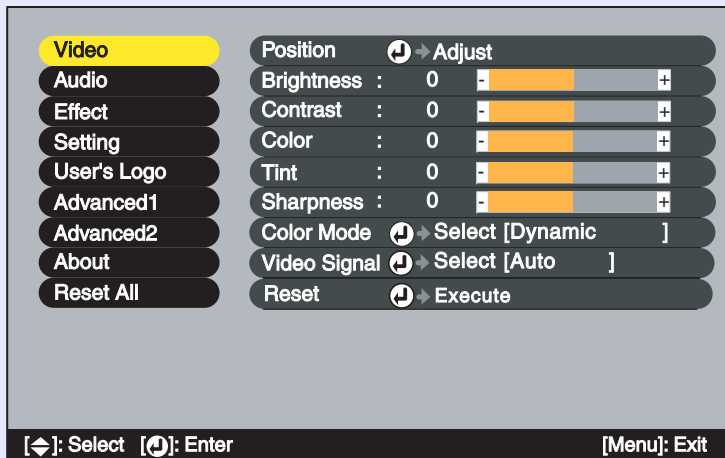 Video
Audio
Effect
Setting
User's Logo
Advanced1
Advanced2
About
Reset All
Position Adjust
Brightness : 0 - +
Contrast : 0 - +
Color : 0 - +
Tint : 0 - +
Sharpness : 0 - +
Color Mode Select [Dynamic ]
Video Signal Select [Auto ]
Reset Execute
[ ]: Select [ ]: Enter [Menu]: Exit